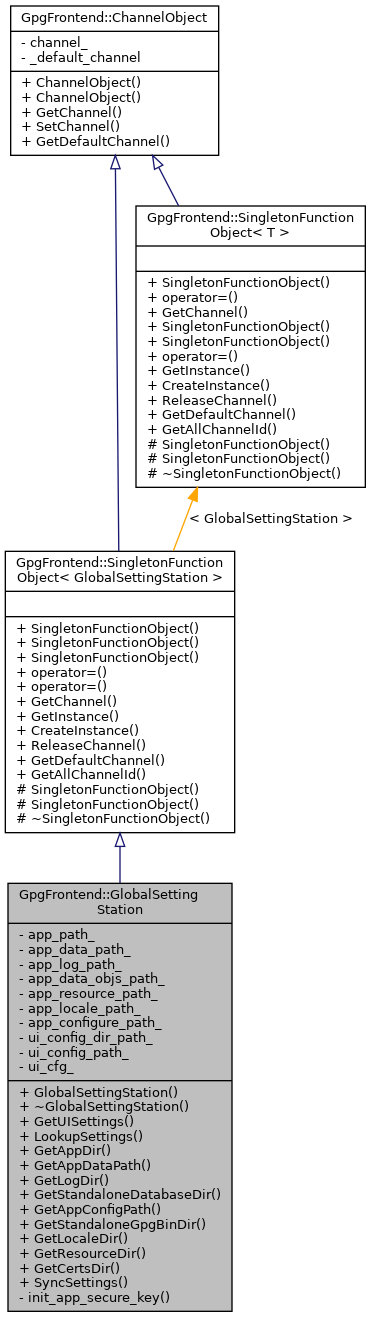 GpgFrontend::ChannelObject
- channel_
- _default_channel
+ ChannelObject()
+ ChannelObject()
+ GetChannel()
+ SetChannel()
+ GetDefaultChannel()
GpgFrontend::SingletonFunction
Object< T >
+ SingletonFunctionObject()
+ operator=()
+ GetChannel()
+ SingletonFunctionObject()
+ SingletonFunctionObject()
+ operator=()
+ GetInstance()
+ CreateInstance()
+ ReleaseChannel()
+ GetDefaultChannel()
+ GetAllChannelId()
# SingletonFunctionObject()
# SingletonFunctionObject()
# ~SingletonFunctionObject()
< GlobalSettingStation >
GpgFrontend::SingletonFunction
Object< GlobalSettingStation >
+ SingletonFunctionObject()
+ SingletonFunctionObject()
+ SingletonFunctionObject()
+ operator=()
+ operator=()
+ GetChannel()
+ GetInstance()
+ CreateInstance()
+ ReleaseChannel()
+ GetDefaultChannel()
+ GetAllChannelId()
# SingletonFunctionObject()
# SingletonFunctionObject()
# ~SingletonFunctionObject()
GpgFrontend::GlobalSetting
Station
- app_path_
- app_data_path_
- app_log_path_
- app_data_objs_path_
- app_resource_path_
- app_locale_path_
- app_configure_path_
- ui_config_dir_path_
- ui_config_path_
- ui_cfg_
+ GlobalSettingStation()
+ ~GlobalSettingStation()
+ GetUISettings()
+ LookupSettings()
+ GetAppDir()
+ GetAppDataPath()
+ GetLogDir()
+ GetStandaloneDatabaseDir()
+ GetAppConfigPath()
+ GetStandaloneGpgBinDir()
+ GetLocaleDir()
+ GetResourceDir()
+ GetCertsDir()
+ SyncSettings()
- init_app_secure_key()